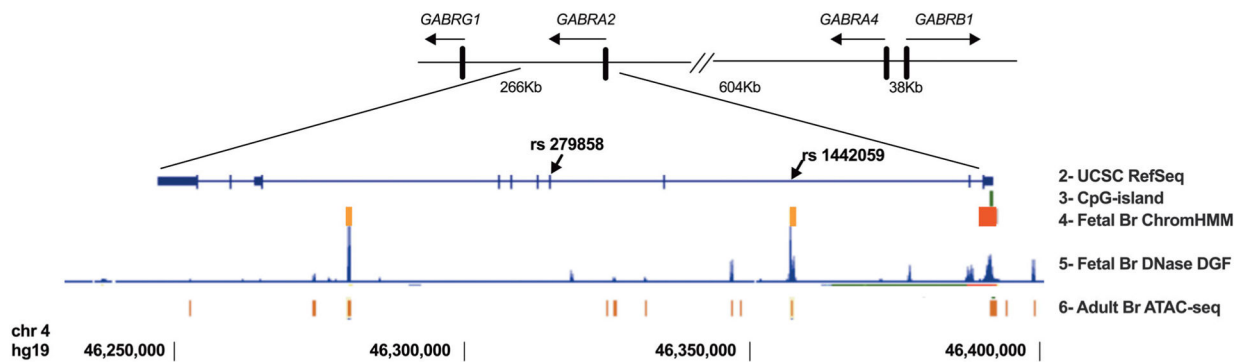 GABRG1 GABRA2 GABRA4 GABRB1
266Kb 604Kb 38Kb
rs 279858 rs 1442059
2- UCSC RefSeq
3- CpG-island
4- Fetal Br ChromHMM
5- Fetal Br DNase DGF
6- Adult Br ATAC-seq
chr 4
hg19 46,250,000 46,300,000 46,350,000 46,400,000